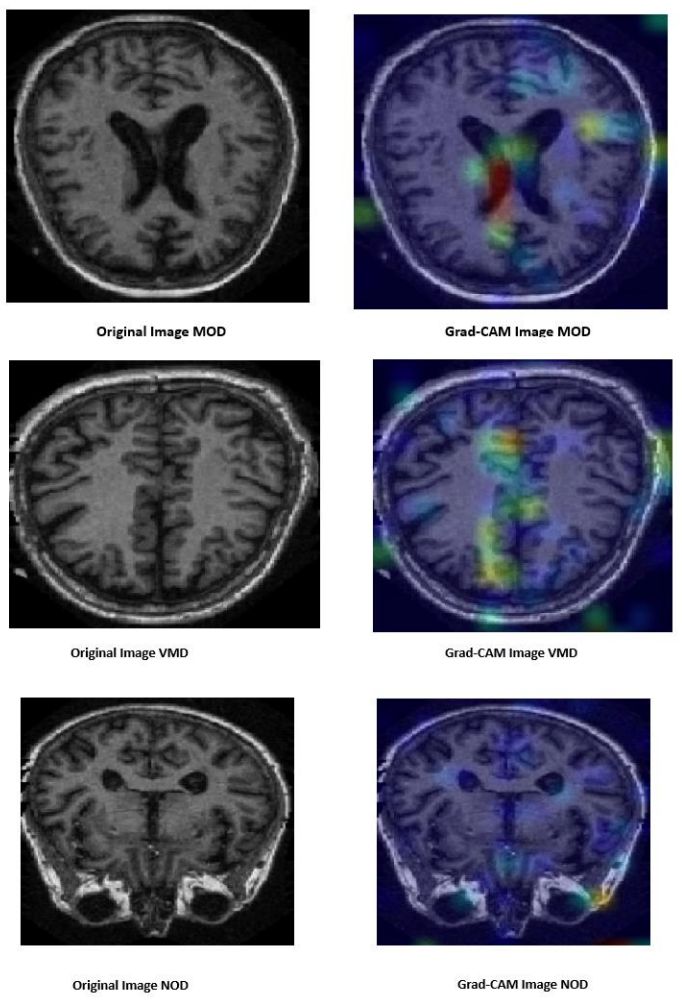 Original Image MOD
Grad-CAM Image MOD
Original Image VMD
Grad-CAM Image VMD
Original Image NOD
Grad-CAM Image NOD